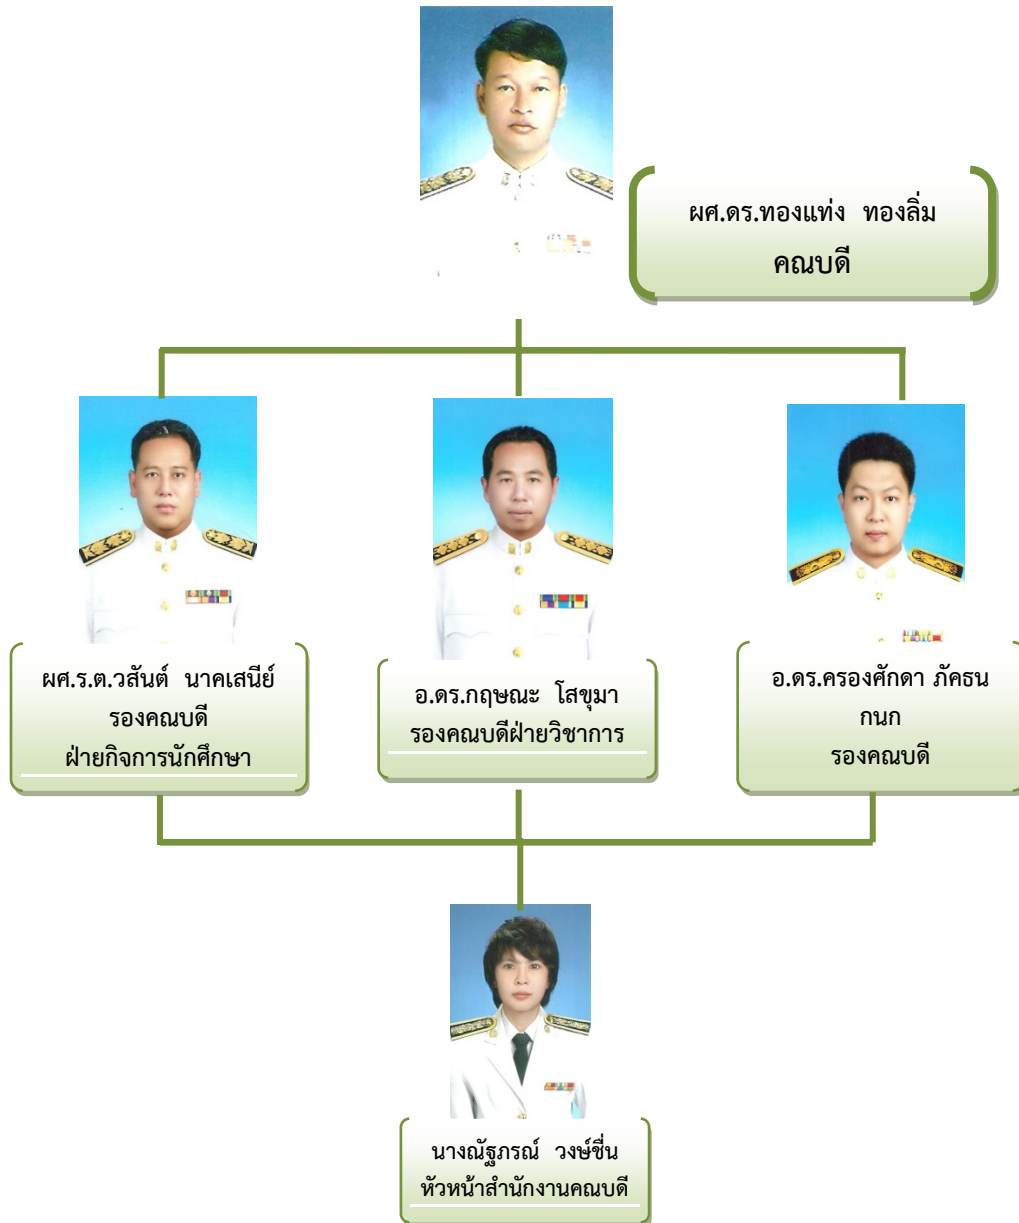 ผศ.ดร.ทองแท่ง ทองลิ่ม
คณบดี
ผศ.ร.ต.วสันต์ นาคเสนีย์
รองคณบดี
ฝ่ายกิจการนักศึกษา
อ.ดร.กฤษณะ โสขุมา
รองคณบดีฝ่ายวิชาการ
อ.ดร.ครองศักดา ภัคธน
กนก
รองคณบดี
นางณัฐภรณ์ วงษ์ชื่น
หัวหน้าสำนักงานคณบดี